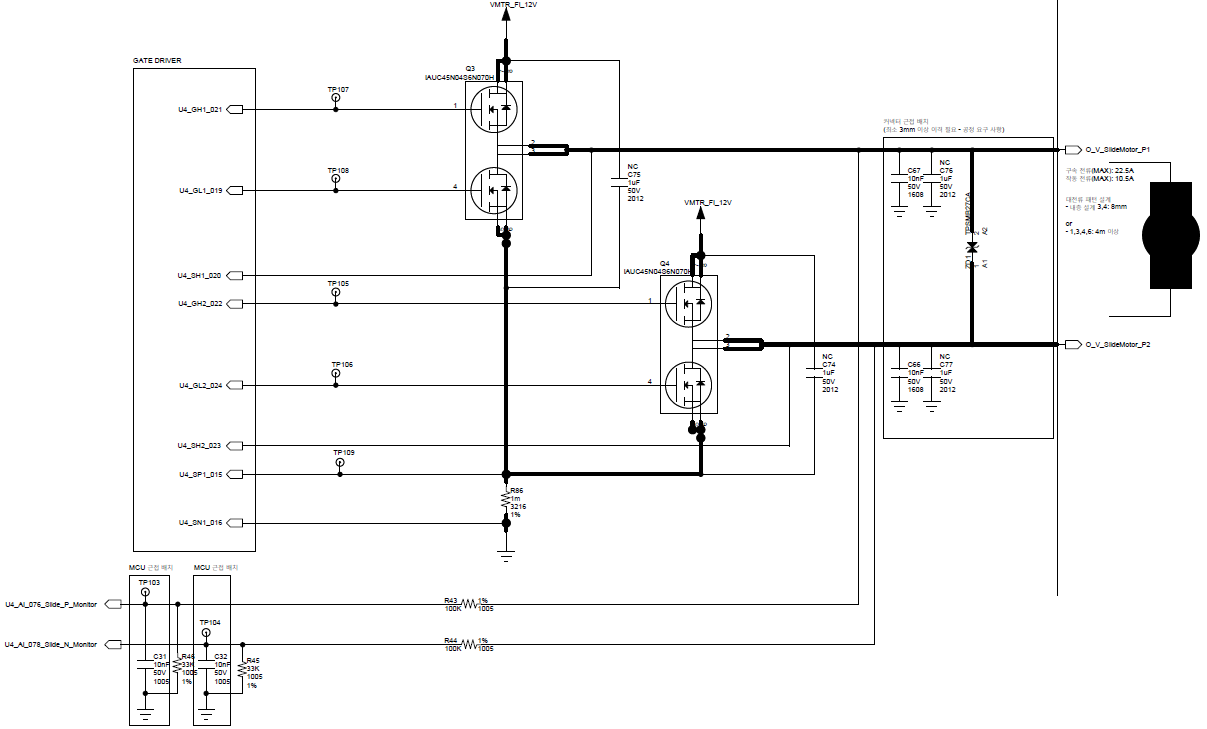 VMTR_FI_12V
GATE DRIVER
Q3
IAUC45N04S6N070H
TP107
U4_GH1_021
1
2
TP108
U4_GL1_019
4
NC
C75
1uF
50V
2012
커넥터 근접 배치
(최소 3mm 이상 이격 필요 - 공정 요구 사항)
O_V_SlideMotor_P1
C67
10nF
50V
1608
NC
C76
1uF
50V
2012
구속 전류(MAX): 22.5A
작동 전류(MAX): 10.5A
대전류 패턴 설계
- 내층 설계 3,4: 8mm
or
- 1,3,4,6: 4m 이상
TPSMB27CA
ZD1
2
A2
1
A1
VMTR_FI_12V
Q4
IAUC45N04S6N070H
U4_SH1_020
TP105
U4_GH2_022
1
2
TP106
U4_GL2_024
4
O_V_SlideMotor_P2
NC
C74
1uF
50V
2012
C66
10nF
50V
1608
NC
C77
1uF
50V
2012
U4_SH2_023
TP109
U4_SP1_015
R86
1m
3216
1%
U4_SN1_016
MCU 근접 배치
MCU 근접 배치
TP103
U4_AI_076_Slide_P_Monitor
R43
100K
1%
1005
TP104
U4_AI_078_Slide_N_Monitor
R44
100K
1%
1005
C31
10nF
50V
1005
R46
33K
1005
1%
C32
10nF
50V
1005
R45
33K
1005
1%